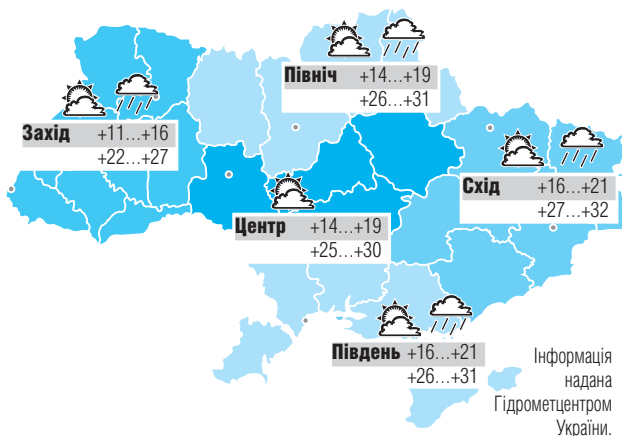 Північ +14...+19
+26...+31
Захід +11...+16
+22...+27
Схід +16...+21
+27...+32
Центр +14...+19
+25...+30
Південь +16...+21
+26...+31
Інформація
надана
Гідрометцентром
України.